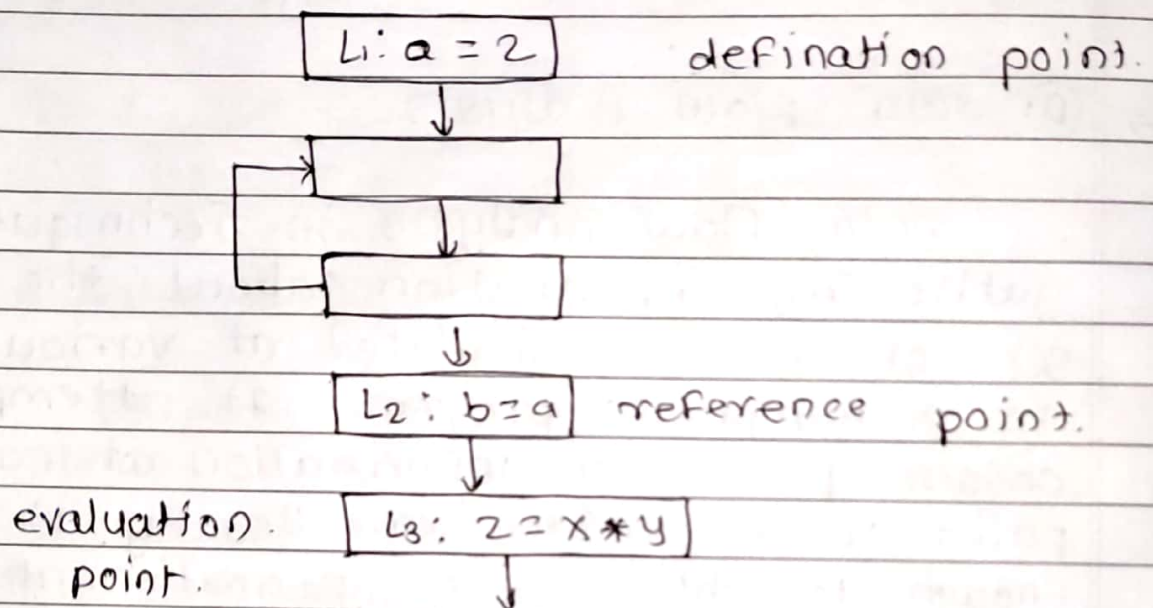 L1: a = 2 defination point.
L2: b=a reference point.
evaluation. L3: z=x*y
point.